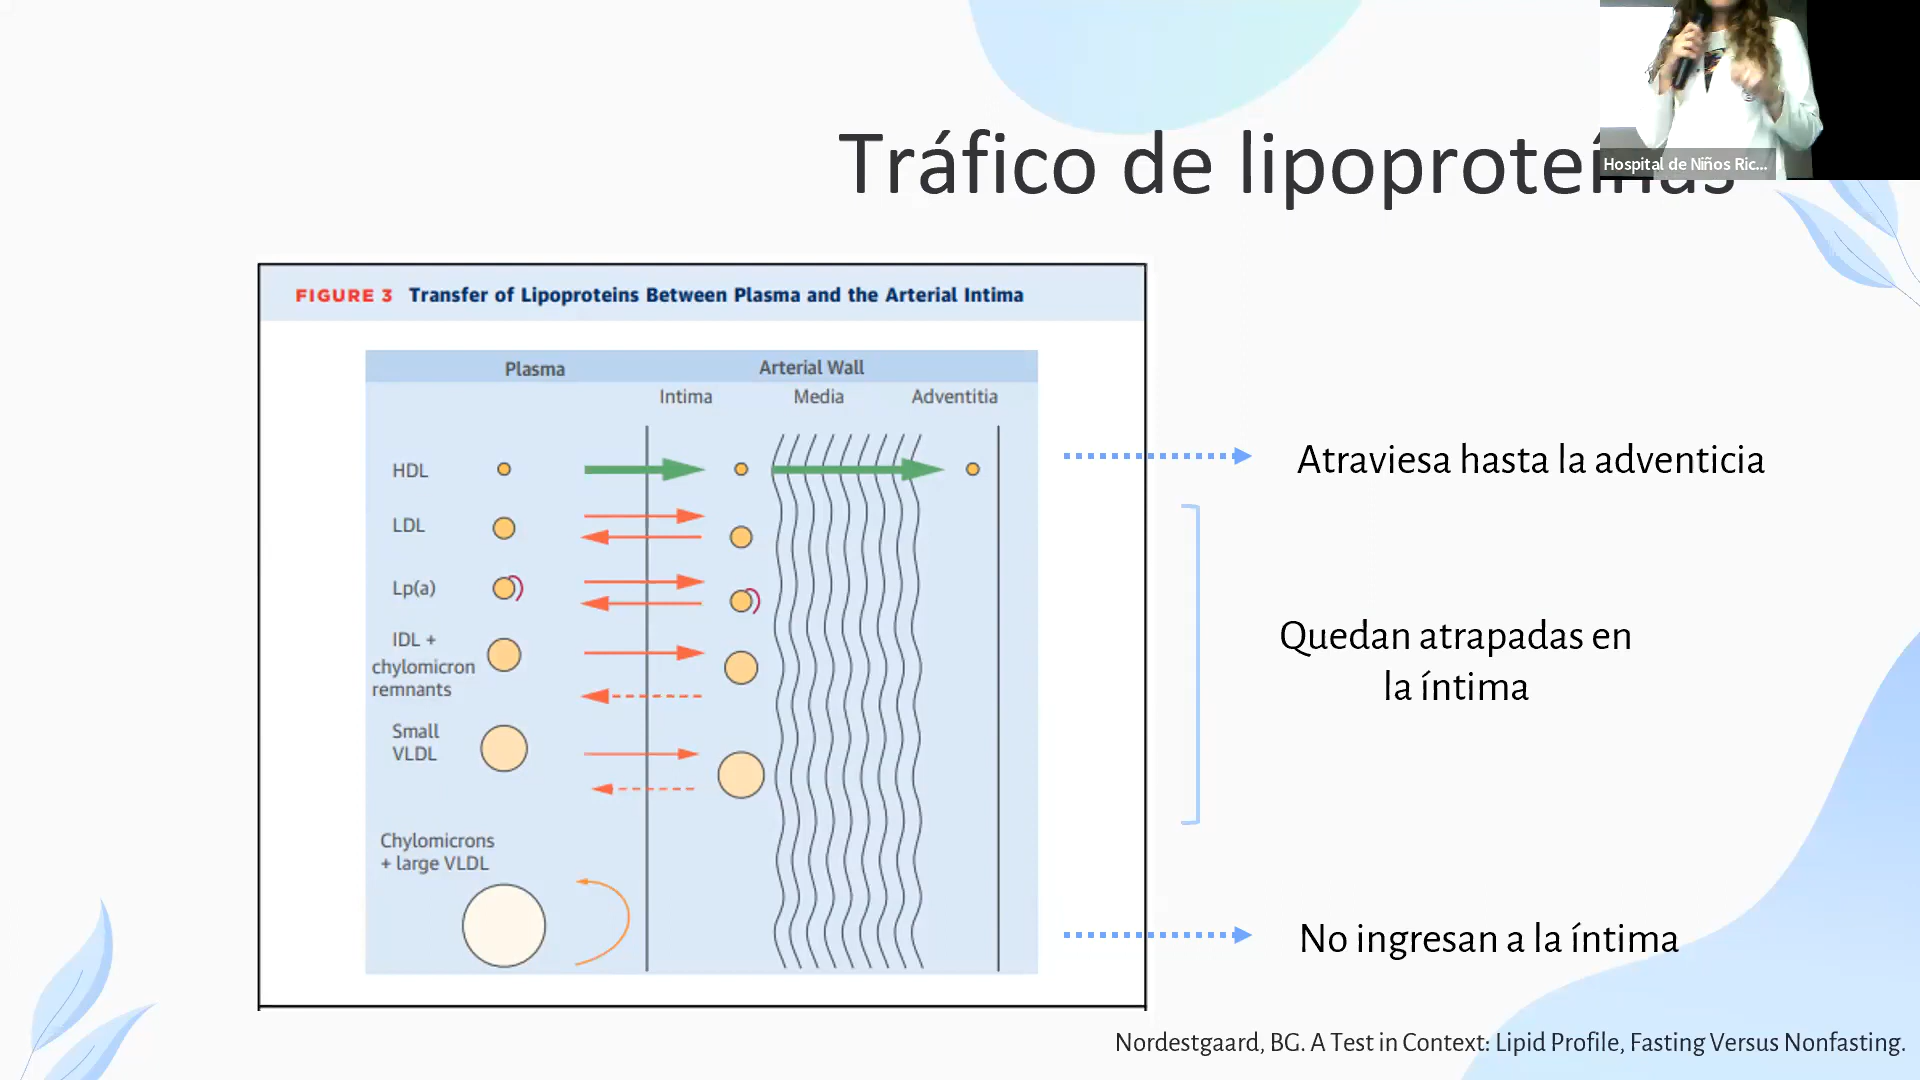 Hospital de Niños Ric...
Tráfico de lipoproteínas
FIGURE 3 Transfer of Lipoproteins Between Plasma and the Arterial Intima
Plasma
Arterial Wall
Intima
Media
Adventitia
HDL
LDL
Lp(a)
IDL +
chylomicron
remnants
Small
VLDL
Chylomicrons
+ large VLDL
Atraviesa hasta la adventicia
Quedan atrapadas en
la íntima
No ingresan a la íntima
Nordestgaard, BG. A Test in Context: Lipid Profile, Fasting Versus Nonfasting.